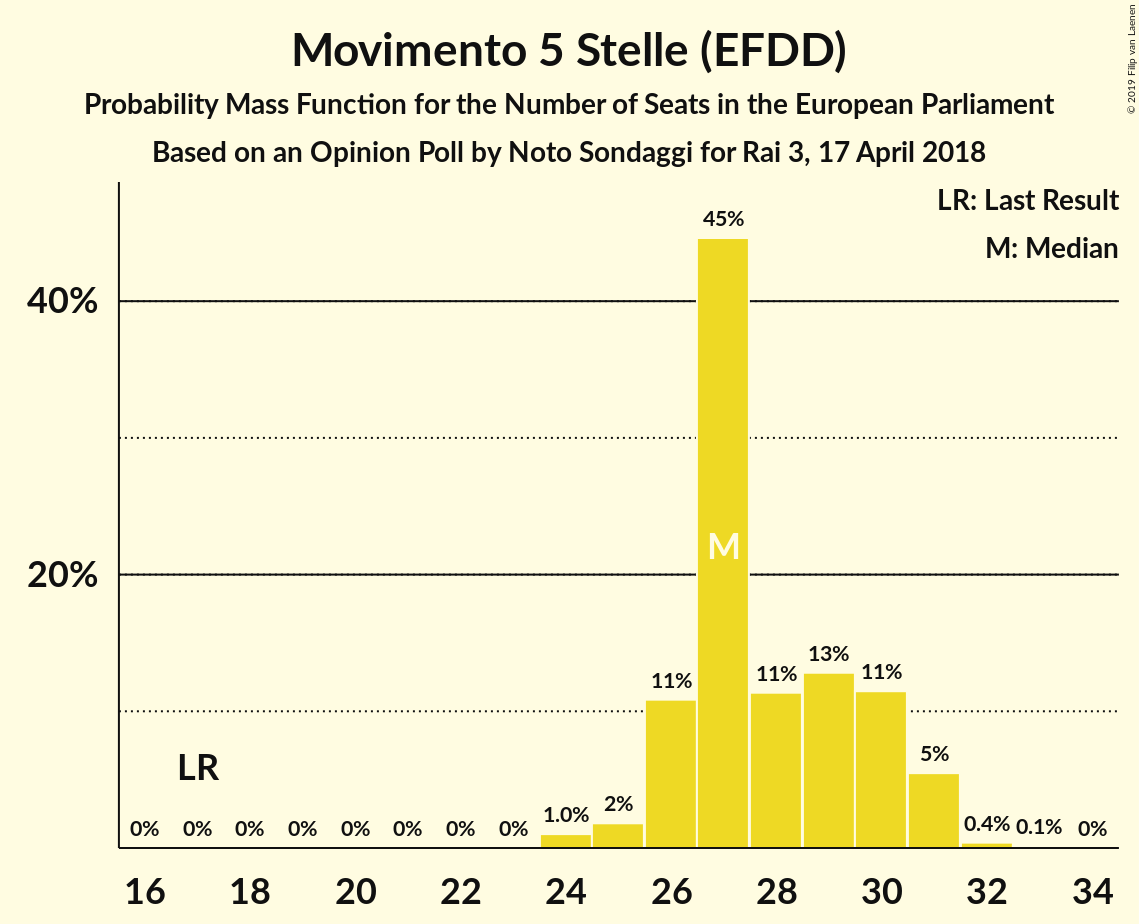 Movimento 5 Stelle (EFDD)
Probability Mass Function for the Number of Seats in the European Parliament
Based on an Opinion Poll by Noto Sondaggi for Rai 3, 17 April 2018
© 2019 Filip van Laenen
LR: Last Result
M: Median
45%
40%
M
20%
13%
11% 11% 11%
LR
5%
2%
0% 0% 0% 0% 0% 0% 0% 0% 1.0% 0.4% 0.1% 0%
16 18 20 22 24 26 28 30 32 34